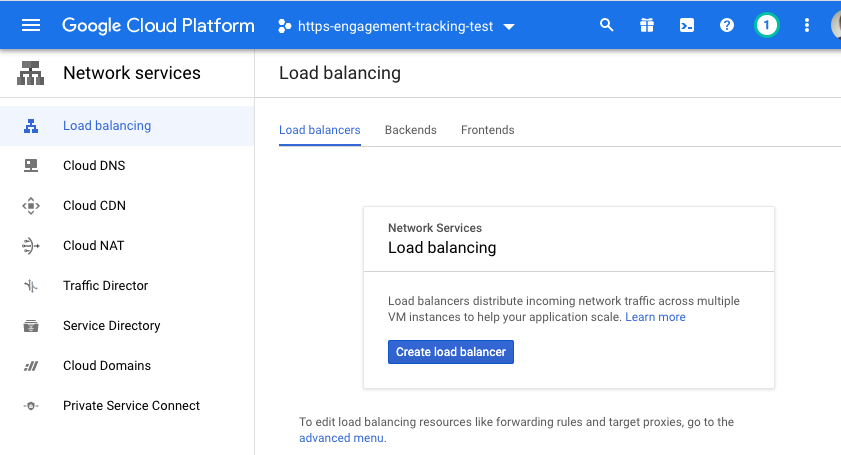 Google Cloud Platform
https-engagement-tracking-test
1
Network services
Load balancing
Cloud DNS
Cloud CDN
Cloud NAT
Traffic Director
Service Directory
Cloud Domains
Private Service Connect
Load balancing
Load balancers Backends Frontends
Network Services
Load balancing
Load balancers distribute incoming network traffic across multiple
VM instances to help your application scale. Learn more
Create load balancer
To edit load balancing resources like forwarding rules and target proxies, go to the
advanced menu.